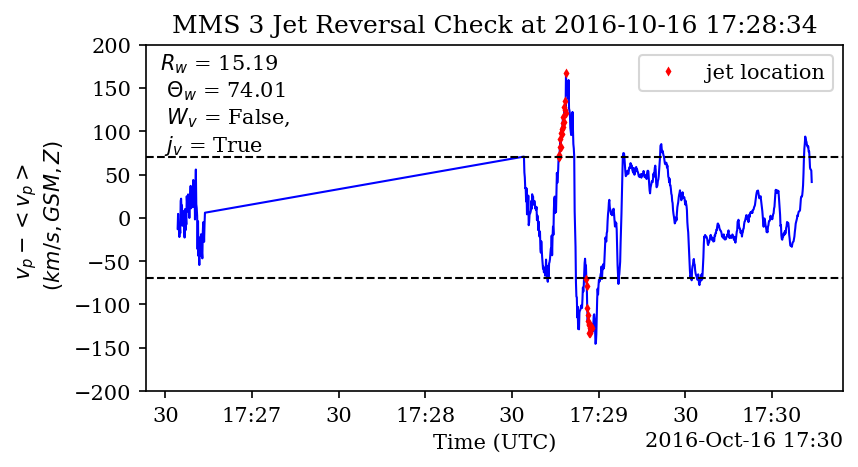 MMS 3 Jet Reversal Check at 2016-10-16 17:28:34
R_w = 15.19
Θ_w = 74.01
W_v = False,
j_v = True
jet location
v_p − <v_p>
(km/s, GSM, Z)
200
150
100
50
0
−50
−100
−150
−200
30 17:27 30 17:28 30 17:29 30 17:30
Time (UTC)
2016-Oct-16 17:30